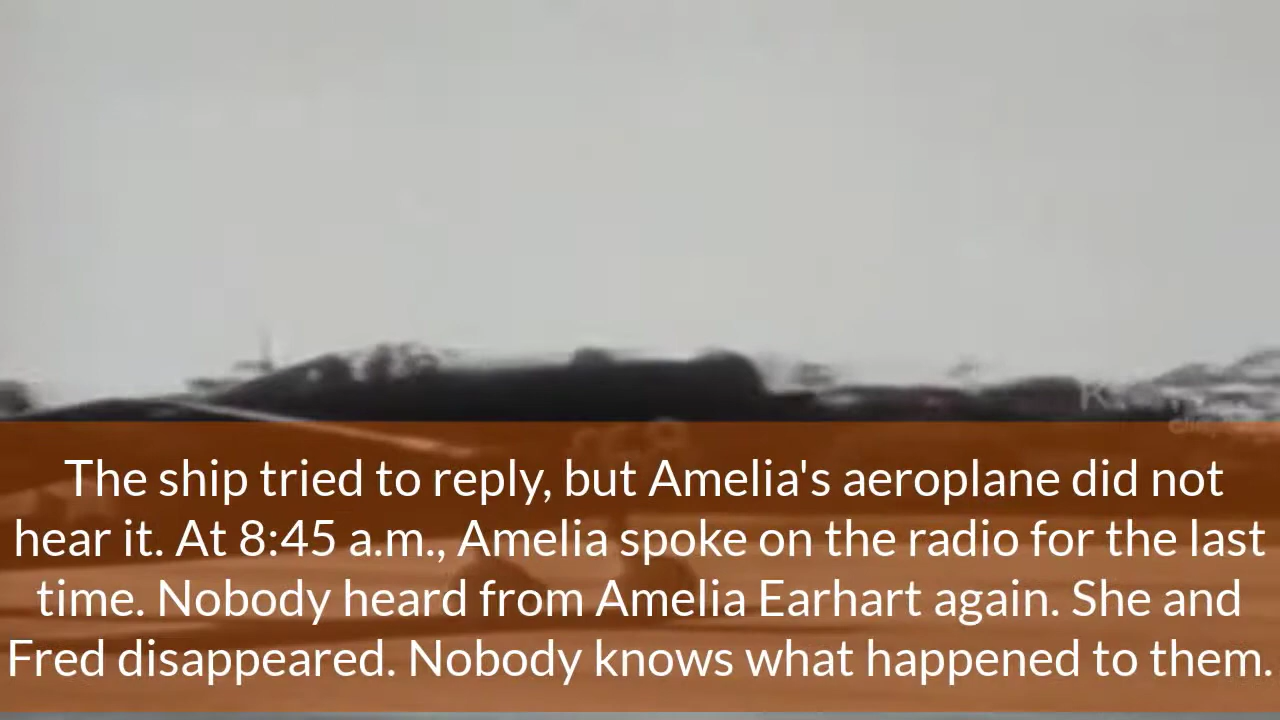 The ship tried to reply, but Amelia's aeroplane did not
hear it. At 8:45 a.m., Amelia spoke on the radio for the last
time. Nobody heard from Amelia Earhart again. She and
Fred disappeared. Nobody knows what happened to them.